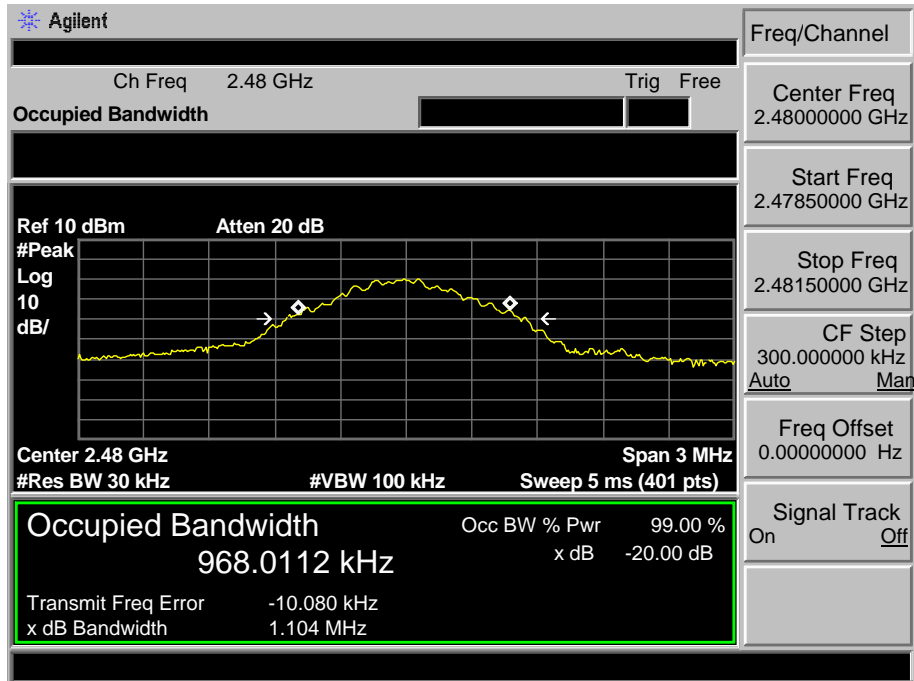 Agilent
Freq/Channel
Ch Freq 2.48 GHz Trig Free
Occupied Bandwidth
Center Freq
2.48000000 GHz
Start Freq
2.47850000 GHz
Stop Freq
2.48150000 GHz
CF Step
300.000000 kHz
Auto Man
Freq Offset
0.00000000 Hz
Signal Track
On Off
Ref 10 dBm Atten 20 dB
#Peak
Log
10
dB/
Center 2.48 GHz Span 3 MHz
#Res BW 30 kHz #VBW 100 kHz Sweep 5 ms (401 pts)
Occupied Bandwidth Occ BW % Pwr 99.00 %
968.0112 kHz x dB -20.00 dB
Transmit Freq Error -10.080 kHz
x dB Bandwidth 1.104 MHz